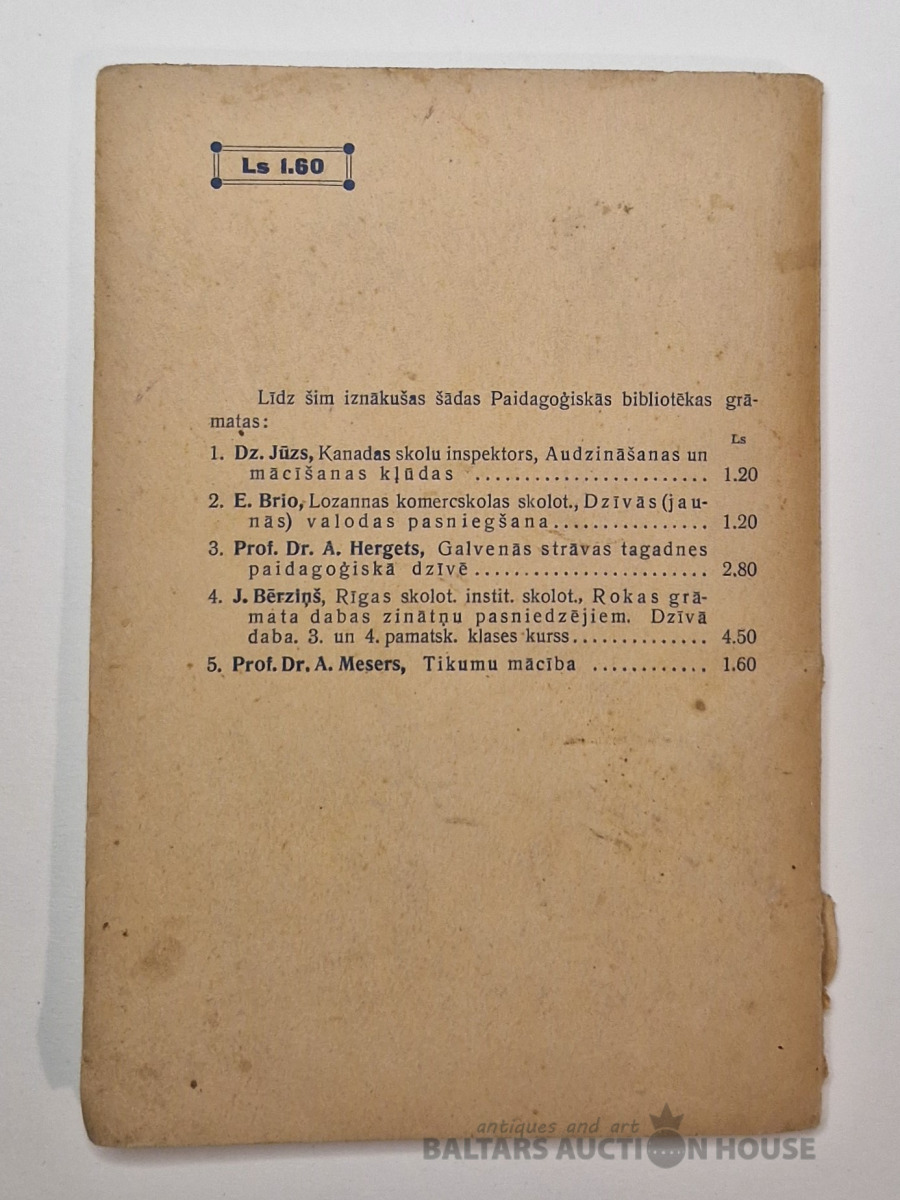 Ls 1.60
Līdz šim iznākušas šādas Paidagoģiskās bibliotēkas grā-
matas:
Ls
1. Dz. Jūzs, Kanadas skolu inspektors, Audzināšanas un
mācīšanas kļūdas ........................ 1.20
2. E. Brio, Lozannas komercskolas skolot., Dzīvās (jau-
nās) valodas pasniegšana................ 1.20
3. Prof. Dr. A. Hergets, Galvenās strāvas tagadnes
paidagoģiskā dzīvē........................ 2.80
4. J. Bērziņš, Rīgas skolot. instit. skolot., Rokas grā-
mata dabas zinātņu pasniedzējiem. Dzīvā
daba. 3. un 4. pamatsk. klases kurss.............. 4.50
5. Prof. Dr. A. Mesers, Tikumu mācība ............ 1.60
antiques and art
BALTARS AUCTION HOUSE